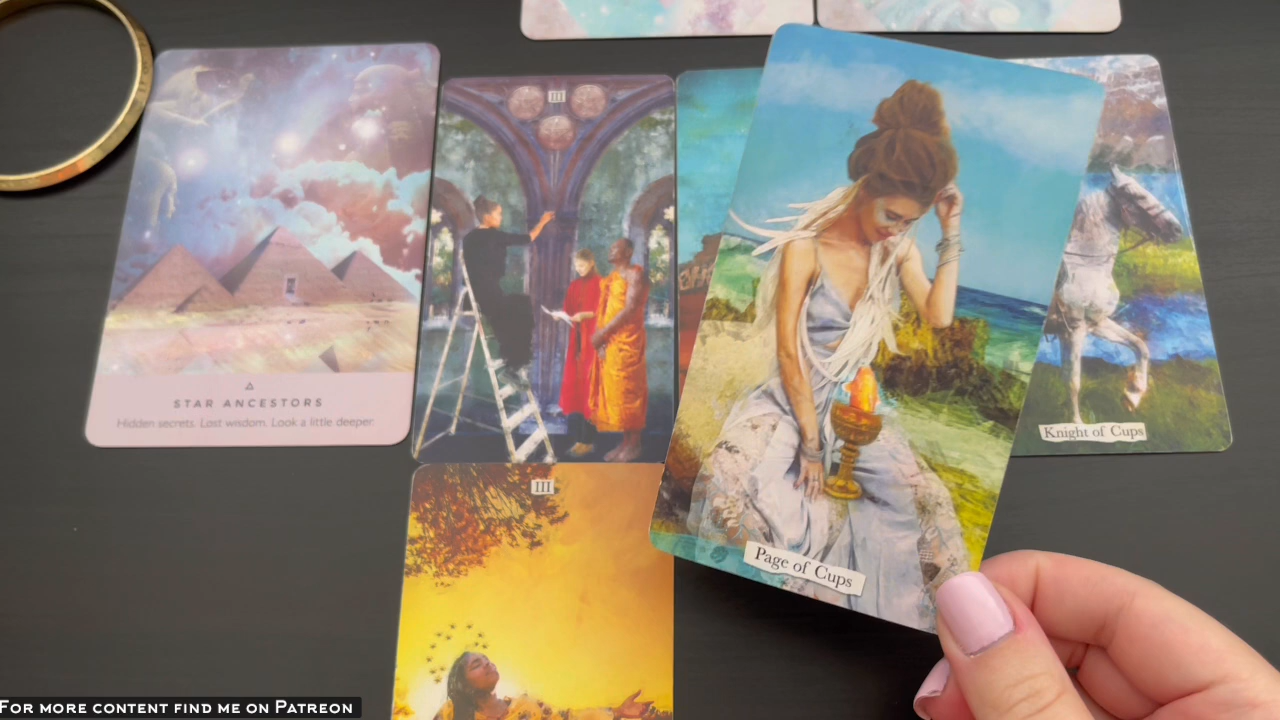 III
STAR ANCESTORS
Hidden secrets. Lost wisdom. Look a little deeper.
Knight of Cups
III
Page of Cups
FOR MORE CONTENT FIND ME ON PATREON